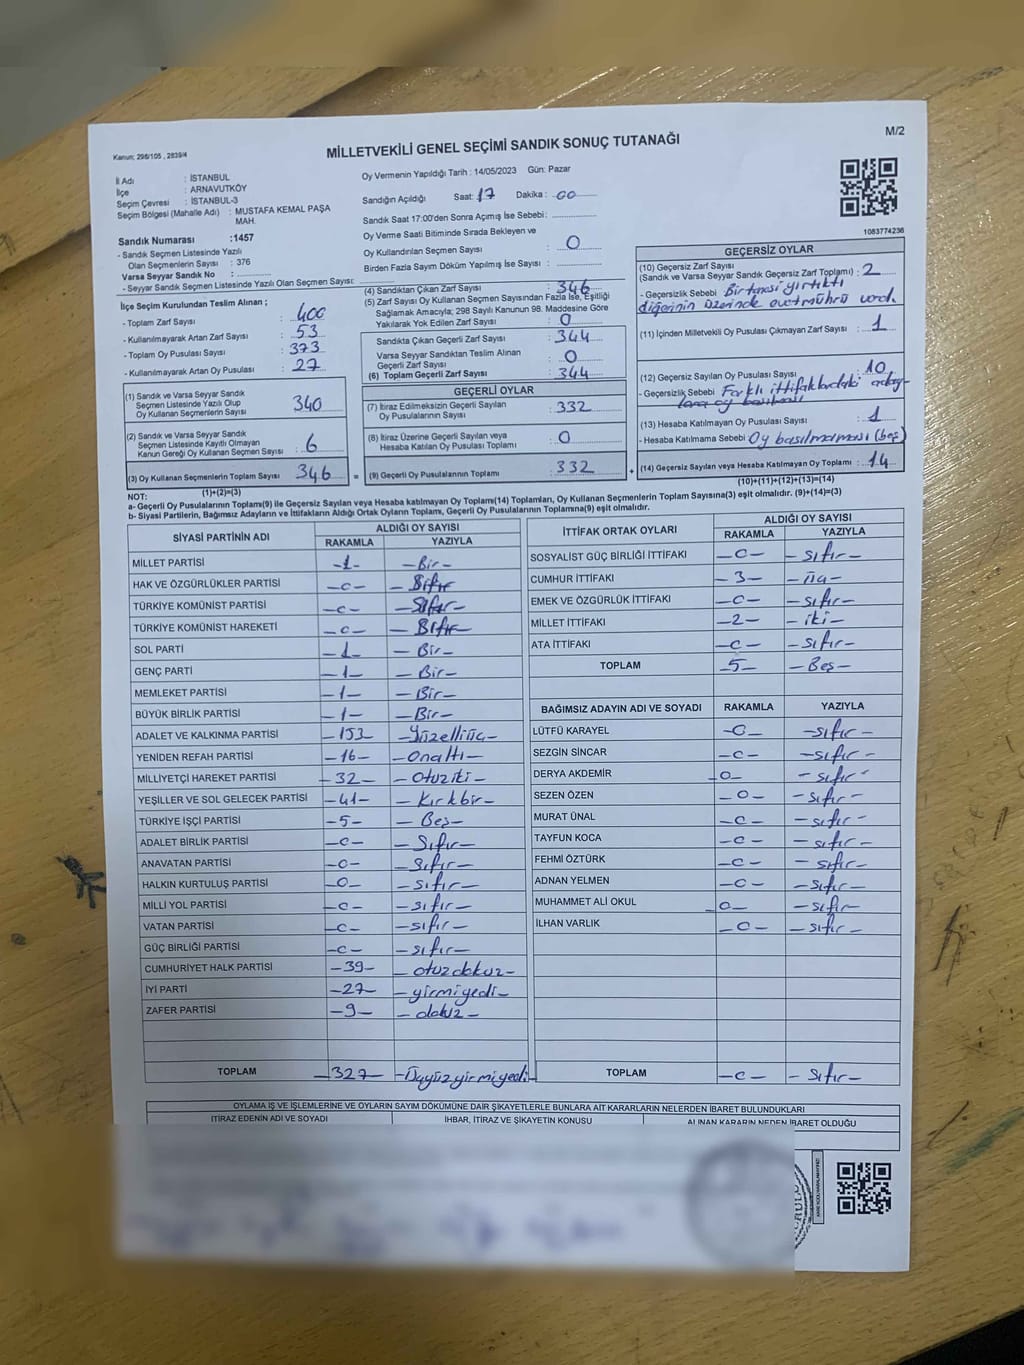 M/2
Kanun; 298/105 , 2839/4
MİLLETVEKİLİ GENEL SEÇİMİ SANDIK SONUÇ TUTANAĞI
İl Adı : İSTANBUL
İlçe : ARNAVUTKÖY
Seçim Çevresi : İSTANBUL-3
Seçim Bölgesi (Mahalle Adı) : MUSTAFA KEMAL PAŞA
MAH.
Sandık Numarası :1457
- Sandık Seçmen Listesinde Yazılı
Olan Seçmenlerin Sayısı : 376
Varsa Seyyar Sandık No : ............
- Seyyar Sandık Seçmen Listesinde Yazılı Olan Seçmen Sayısı: ............
Oy Vermenin Yapıldığı Tarih : 14/05/2023 Gün: Pazar
Sandığın Açıldığı Saat: 17 Dakika : 00
Sandık Saat 17:00'den Sonra Açımış İse Sebebi: ............
Oy Verme Saati Bitiminde Sırada Bekleyen ve
Oy Kullandırılan Seçmen Sayısı : 0
Birden Fazla Sayım Döküm Yapılmış İse Sayısı : ............
1083774236
İlçe Seçim Kurulundan Teslim Alınan ;
- Toplam Zarf Sayısı : 400
- Kullanılmayarak Artan Zarf Sayısı : 53
- Toplam Oy Pusulası Sayısı : 373
- Kullanılmayarak Artan Oy Pusulası : 27
(1) Sandık ve Varsa Seyyar Sandık
Seçmen Listesinde Yazılı Olup
Oy Kullanan Seçmenlerin Sayısı : 340
(2) Sandık ve Varsa Seyyar Sandık
Seçmen Listesinde Kayıtlı Olmayan
Kanun Gereği Oy Kullanan Seçmen Sayısı : 6
(3) Oy Kullanan Seçmenlerin Toplam Sayısı : 346
(1)+(2)=(3)
(4) Sandıktan Çıkan Zarf Sayısı : 346
(5) Zarf Sayısı Oy Kullanan Seçmen Sayısından Fazla İse, Eşitliği
Sağlamak Amacıyla; 298 Sayılı Kanunun 98. Maddesine Göre
Yakılarak Yok Edilen Zarf Sayısı : 0
Sandıkta Çıkan Geçerli Zarf Sayısı : 344
Varsa Seyyar Sandıktan Teslim Alınan
Geçerli Zarf Sayısı : 0
(6) Toplam Geçerli Zarf Sayısı : 344
GEÇERLİ OYLAR
(7) İtiraz Edilmeksizin Geçerli Sayılan
Oy Pusulalarının Sayısı : 332
(8) İtiraz Üzerine Geçerli Sayılan veya
Hesaba Katılan Oy Pusulası Toplamı : 0
= (9) Geçerli Oy Pusulalarının Toplamı : 332 +
GEÇERSİZ OYLAR
(10) Geçersiz Zarf Sayısı
(Sandık ve Varsa Seyyar Sandık Geçersiz Zarf Toplamı) : 2
- Geçersizlik Sebebi Bir tanesi yırtıktı
diğerinin üzerinde evet mührü vardı.
(11) İçinden Milletvekili Oy Pusulası Çıkmayan Zarf Sayısı : 1
(12) Geçersiz Sayılan Oy Pusulası Sayısı : 10
- Geçersizlik Sebebi Farklı ittifaklardaki aday-
lara oy basılması
(13) Hesaba Katılmayan Oy Pusulası Sayısı : 1
- Hesaba Katılmama Sebebi Oy basılmaması (boş)
(14) Geçersiz Sayılan veya Hesaba Katılmayan Oy Toplamı : 14
(10)+(11)+(12)+(13)=(14)
NOT:
a- Geçerli Oy Pusulalarının Toplamı(9) ile Geçersiz Sayılan veya Hesaba katılmayan Oy Toplamı(14) Toplamları, Oy Kullanan Seçmenlerin Toplam Sayısına(3) eşit olmalıdır. (9)+(14)=(3)
b- Siyasi Partilerin, Bağımsız Adayların ve İttifakların Aldığı Ortak Oyların Toplamı, Geçerli Oy Pusulalarının Toplamına(9) eşit olmalıdır.
SİYASİ PARTİNİN ADI ALDIĞI OY SAYISI
RAKAMLA YAZIYLA
MİLLET PARTİSİ -1- -Bir-
HAK VE ÖZGÜRLÜKLER PARTİSİ -0- -Sıfır
TÜRKİYE KOMÜNİST PARTİSİ -0- -Sıfır-
TÜRKİYE KOMÜNİST HAREKETİ -0- -Sıfır-
SOL PARTİ -1- -Bir-
GENÇ PARTİ -1- -Bir-
MEMLEKET PARTİSİ -1- -Bir-
BÜYÜK BİRLİK PARTİSİ -1- -Bir-
ADALET VE KALKINMA PARTİSİ -153- -Yüzelliüç-
YENİDEN REFAH PARTİSİ -16- -Onaltı-
MİLLİYETÇİ HAREKET PARTİSİ -32- -Otuziki-
YEŞİLLER VE SOL GELECEK PARTİSİ -41- -Kırkbir-
TÜRKİYE İŞÇİ PARTİSİ -5- -Beş-
ADALET BİRLİK PARTİSİ -0- -Sıfır-
ANAVATAN PARTİSİ -0- -Sıfır-
HALKIN KURTULUŞ PARTİSİ -0- -sıfır-
MİLLİ YOL PARTİSİ -0- -sıfır-
VATAN PARTİSİ -0- -sıfır-
GÜÇ BİRLİĞİ PARTİSİ -0- -sıfır-
CUMHURİYET HALK PARTİSİ -39- -otuzdokuz-
İYİ PARTİ -27- -yirmiyedi-
ZAFER PARTİSİ -9- -dokuz-
TOPLAM -327- -Üçyüzyirmiyedi-
İTTİFAK ORTAK OYLARI ALDIĞI OY SAYISI
RAKAMLA YAZIYLA
SOSYALİST GÜÇ BİRLİĞİ İTTİFAKI -0- -sıfır-
CUMHUR İTTİFAKI -3- -üç-
EMEK VE ÖZGÜRLÜK İTTİFAKI -0- -sıfır-
MİLLET İTTİFAKI -2- -iki-
ATA İTTİFAKI -0- -sıfır-
TOPLAM -5- -Beş-
BAĞIMSIZ ADAYIN ADI VE SOYADI RAKAMLA YAZIYLA
LÜTFÜ KARAYEL -0- -sıfır-
SEZGİN SİNCAR -0- -sıfır-
DERYA AKDEMİR -0- -sıfır-
SEZEN ÖZEN -0- -sıfır-
MURAT ÜNAL -0- -sıfır-
TAYFUN KOCA -0- -sıfır-
FEHMİ ÖZTÜRK -0- -sıfır-
ADNAN YELMEN -0- -sıfır-
MUHAMMET ALİ OKUL -0- -sıfır-
İLHAN VARLIK -0- -sıfır-
TOPLAM -0- -sıfır-
OYLAMA İŞ VE İŞLEMLERİNE VE OYLARIN SAYIM DÖKÜMÜNE DAİR ŞİKAYETLERLE BUNLARA AİT KARARLARIN NELERDEN İBARET BULUNDUKLARI
İTİRAZ EDENİN ADI VE SOYADI İHBAR, İTİRAZ VE ŞİKAYETİN KONUSU ALINAN KARARIN NEDEN İBARET OLDUĞU